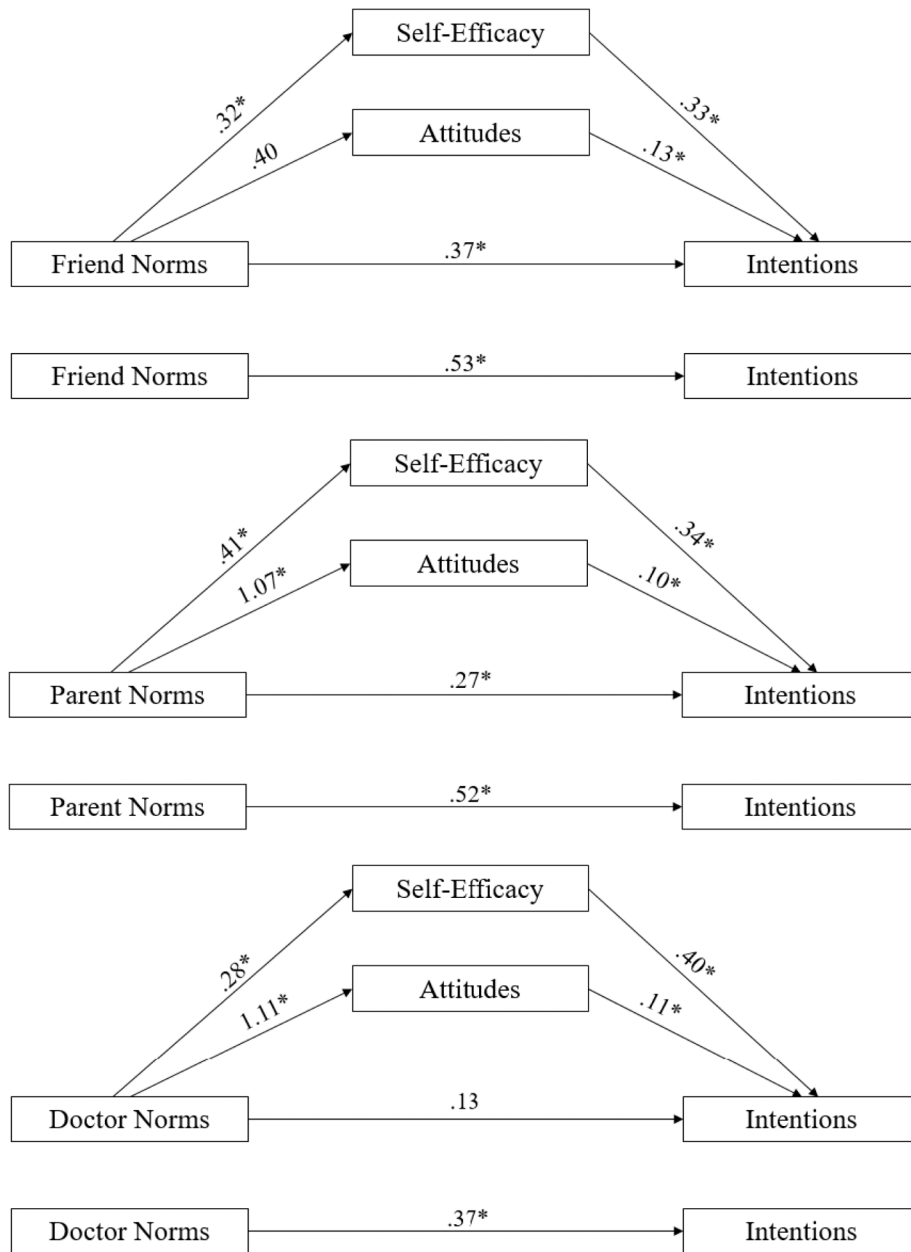 Self-Efficacy
.32*
.33*
Attitudes
.40
.13*
Friend Norms
.37*
Intentions
Friend Norms
.53*
Intentions
Self-Efficacy
.41*
.34*
Attitudes
1.07*
.10*
Parent Norms
.27*
Intentions
Parent Norms
.52*
Intentions
Self-Efficacy
.28*
.40*
Attitudes
1.11*
.11*
Doctor Norms
.13
Intentions
Doctor Norms
.37*
Intentions